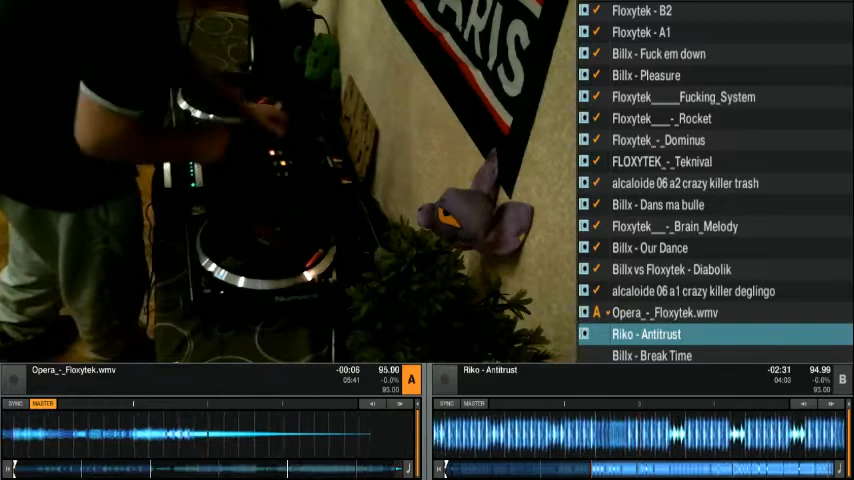 PARIS
Floxytek - B2
Floxytek - A1
Billx - Fuck em down
Billx - Pleasure
Floxytek_____Fucking_System
Floxytek___-_Rocket
Floxytek_-_Dominus
FLOXYTEK_-_Teknival
alcaloide 06 a2 crazy killer trash
Billx - Dans ma bulle
Floxytek___-_Brain_Melody
Billx - Our Dance
Billx vs Floxytek - Diabolik
alcaloide 06 a1 crazy killer deglingo
A Opera_-_Floxytek.wmv
Riko - Antitrust
Billx - Break Time
Opera_-_Floxytek.wmv
-00:06 95.00
05:41 -0.0%
95.00
A
SYNC MASTER
Riko - Antitrust
-02:31 94.99
04:03 -0.0%
95.00
B
SYNC MASTER